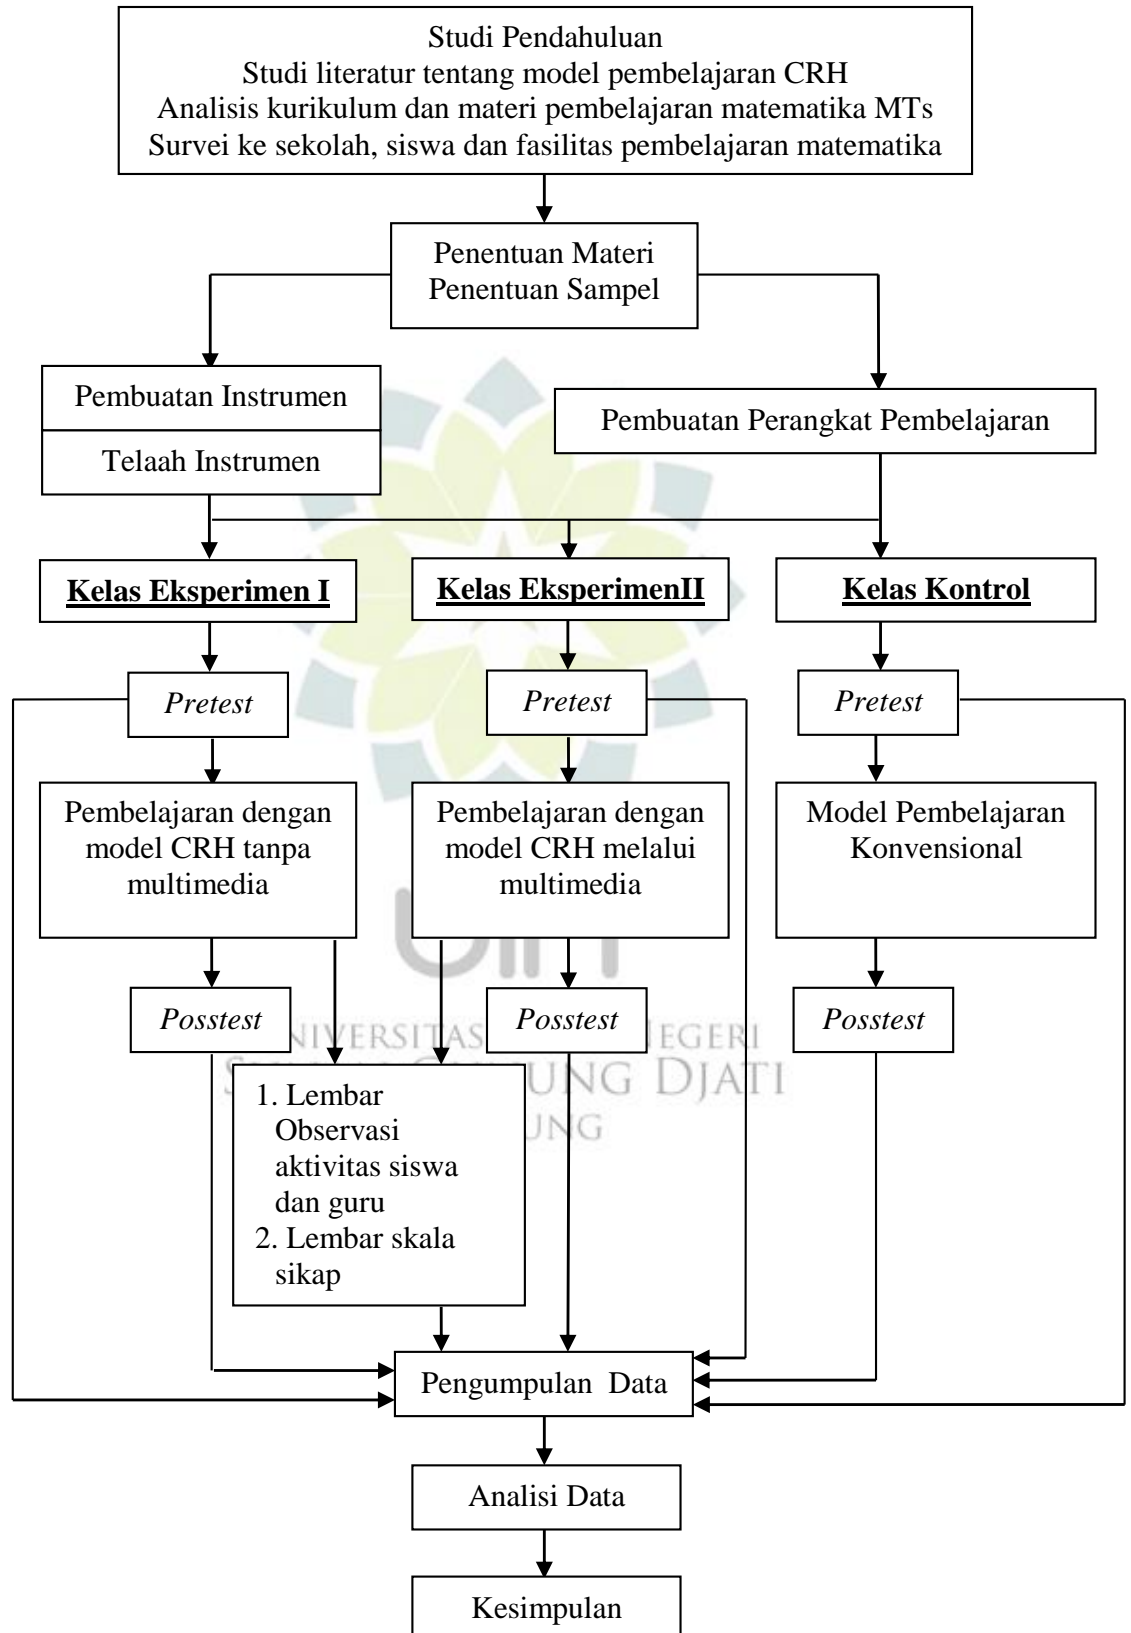 Studi Pendahuluan
Studi literatur tentang model pembelajaran CRH
Analisis kurikulum dan materi pembelajaran matematika MTs
Survei ke sekolah, siswa dan fasilitas pembelajaran matematika
Penentuan Materi
Penentuan Sampel
Pembuatan Instrumen
Telaah Instrumen
Pembuatan Perangkat Pembelajaran
Kelas Eksperimen I
Kelas EksperimenII
Kelas Kontrol
Pretest
Pretest
Pretest
Pembelajaran dengan
model CRH tanpa
multimedia
Pembelajaran dengan
model CRH melalui
multimedia
Model Pembelajaran
Konvensional
Posstest
Posstest
Posstest
NEGERI
DJATI
1. Lembar
Observasi
aktivitas siswa
dan guru
2. Lembar skala
sikap
Pengumpulan Data
Analisi Data
Kesimpulan